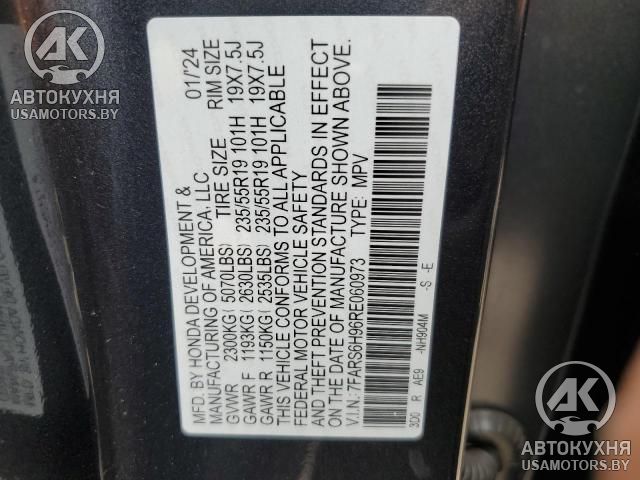 MFD. BY HONDA DEVELOPMENT & 01/'24
MANUFACTURING OF AMERICA, LLC
TIRE SIZE RIM SIZE
GVWR 2300KG ( 5070LBS)
GAWR F 1193KG ( 2630LBS) 235/55R19 101H 19X7.5J
GAWR R 1150KG ( 2535LBS) 235/55R19 101H 19X7.5J
THIS VEHICLE CONFORMS TO ALL APPLICABLE
FEDERAL MOTOR VEHICLE SAFETY
AND THEFT PREVENTION STANDARDS IN EFFECT
ON THE DATE OF MANUFACTURE SHOWN ABOVE.
V.I.N.: 7FARS6H96RE060973 TYPE: MPV
3D0 R AE9 -NH904M -S -E
АК
АВТОКУХНЯ
USAMOTORS.BY
АК
АВТОКУХНЯ
USAMOTORS.BY